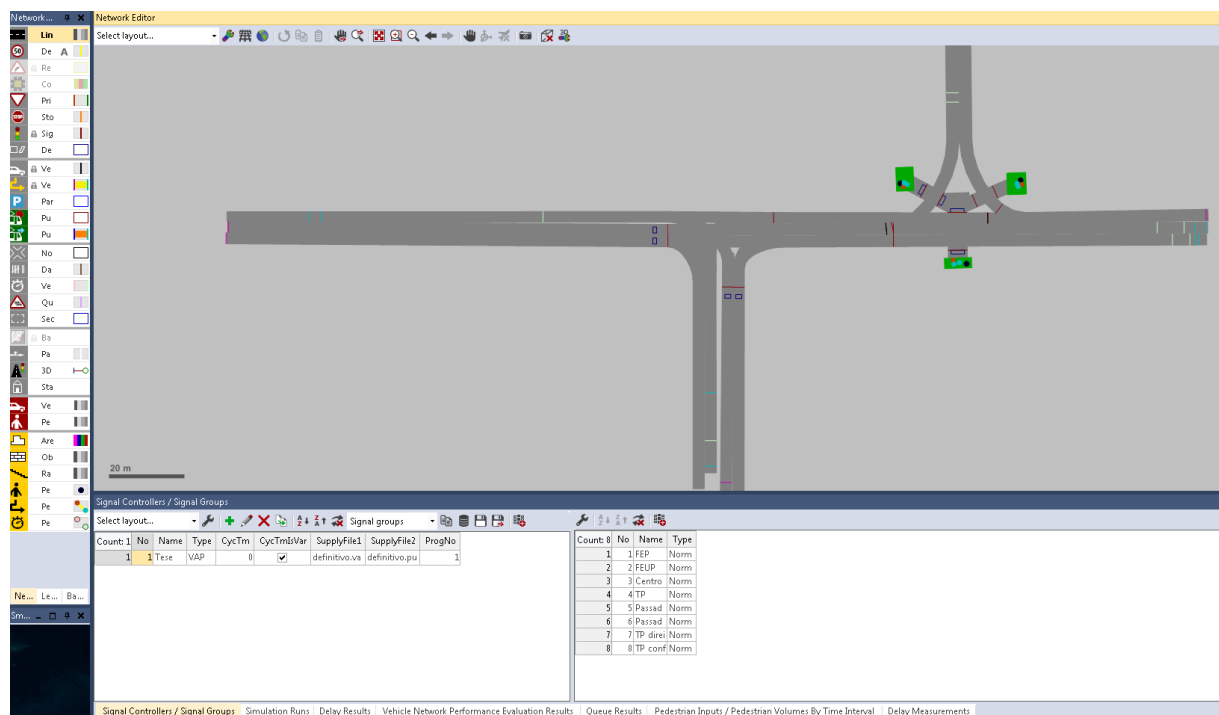 Network...
Network Editor
Lin
Select layout...
De A
Re
Co
Pri
Sto
Sig
De
Ve
Ve
P Par
Pu
Pu
No
Da
Ve
Qu
Sec
Ba
Pa
3D
Sta
Ve
Pe
Are
Ob
Ra
Pe
Pe
Pe
20 m
Signal Controllers / Signal Groups
Select layout...
Signal groups
Count: 1 No Name Type CycTm CycTmIsVar SupplyFile1 SupplyFile2 ProgNo
1 1 Tese VAP 0 definitivo.va definitivo.pu 1
Count: 8 No Name Type
1 1 FEP Norm
2 2 FEUP Norm
3 3 Centro Norm
4 4 TP Norm
5 5 Passad Norm
6 6 Passad Norm
7 7 TP direi Norm
8 8 TP conf Norm
Ne... Le... Ba...
Sm...
Signal Controllers / Signal Groups Simulation Runs Delay Results Vehicle Network Performance Evaluation Results Queue Results Pedestrian Inputs / Pedestrian Volumes By Time Interval Delay Measurements